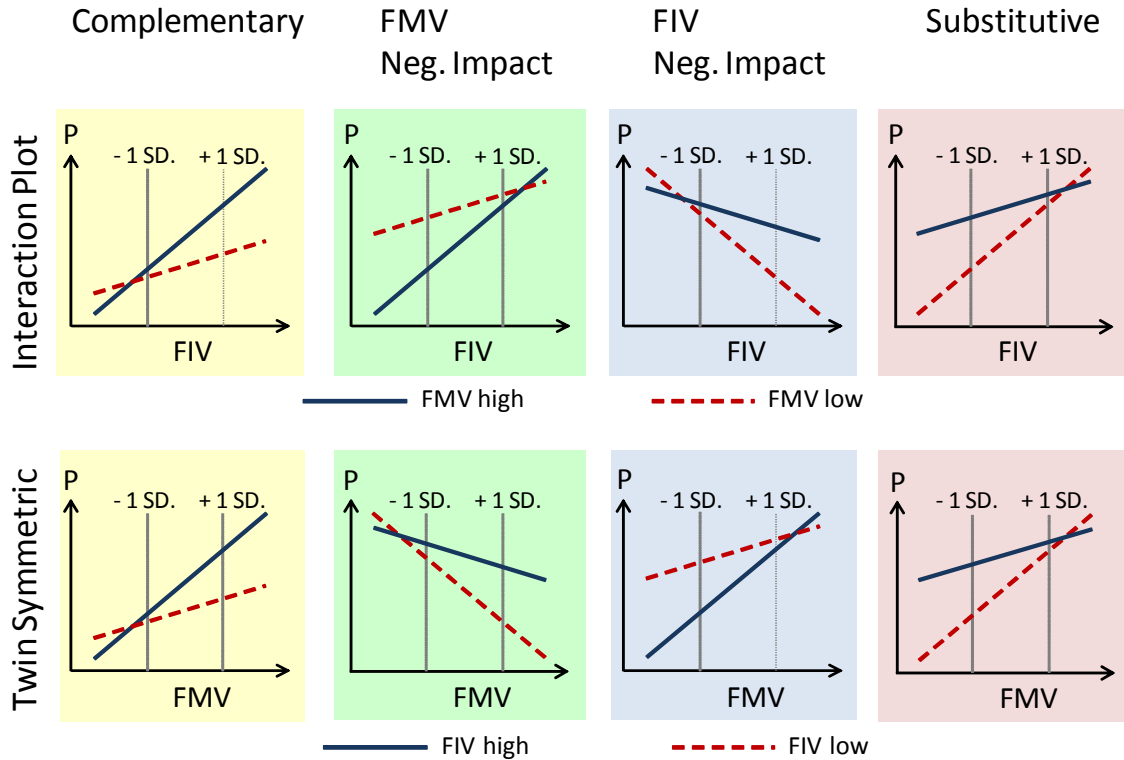 Complementary
FMV
Neg. Impact
FIV
Neg. Impact
Substitutive
Interaction Plot
P
- 1 SD. + 1 SD.
FIV
P
- 1 SD. + 1 SD.
FIV
P
- 1 SD. + 1 SD.
FIV
P
- 1 SD. + 1 SD.
FIV
FMV high
FMV low
Twin Symmetric
P
- 1 SD. + 1 SD.
FMV
P
- 1 SD. + 1 SD.
FMV
P
- 1 SD. + 1 SD.
FMV
P
- 1 SD. + 1 SD.
FMV
FIV high
FIV low